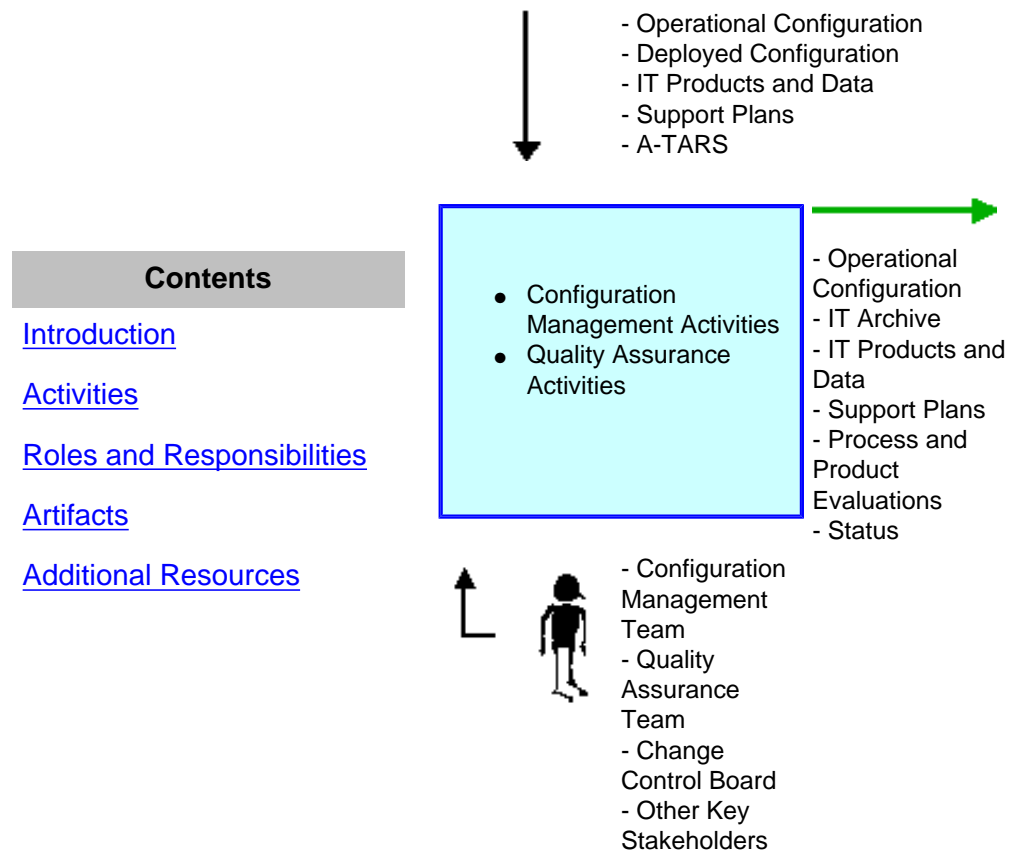 - Operational Configuration
- Deployed Configuration
- IT Products and Data
- Support Plans
- A-TARS
Contents
Introduction
Activities
Roles and Responsibilities
Artifacts
Additional Resources
● Configuration
Management Activities
● Quality Assurance
Activities
- Operational
Configuration
- IT Archive
- IT Products and
Data
- Support Plans
- Process and
Product
Evaluations
- Status
- Configuration
Management
Team
- Quality
Assurance
Team
- Change
Control Board
- Other Key
Stakeholders